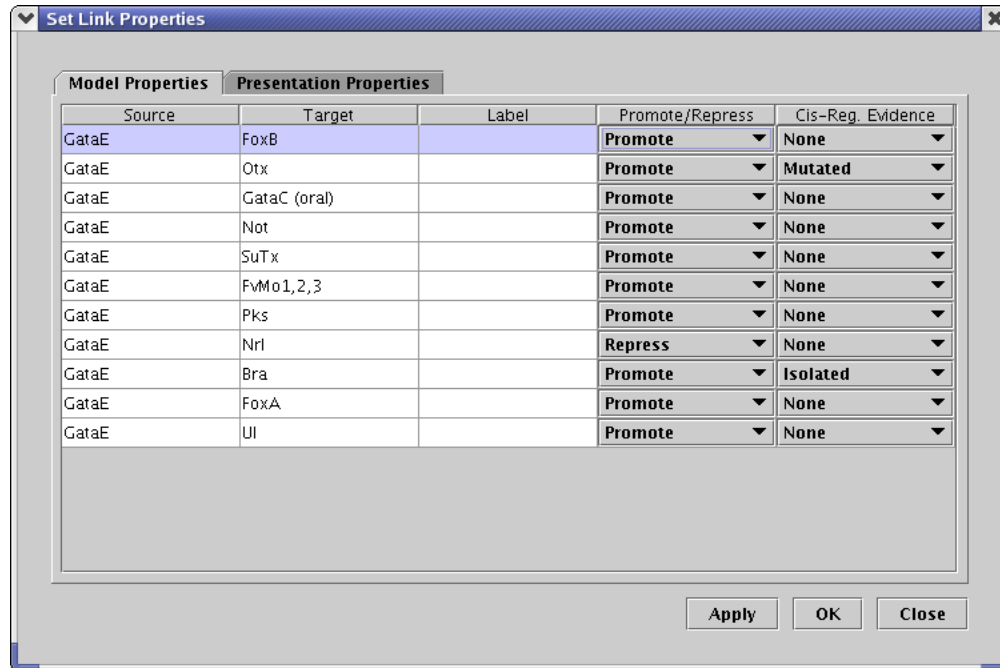 Set Link Properties
Model Properties Presentation Properties
Source Target Label Promote/Repress Cis-Reg. Evidence
GataE FoxB Promote None
GataE Otx Promote Mutated
GataE GataC (oral) Promote None
GataE Not Promote None
GataE SuTx Promote None
GataE FvMo1,2,3 Promote None
GataE Pks Promote None
GataE Nrl Repress None
GataE Bra Promote Isolated
GataE FoxA Promote None
GataE UI Promote None
Apply OK Close